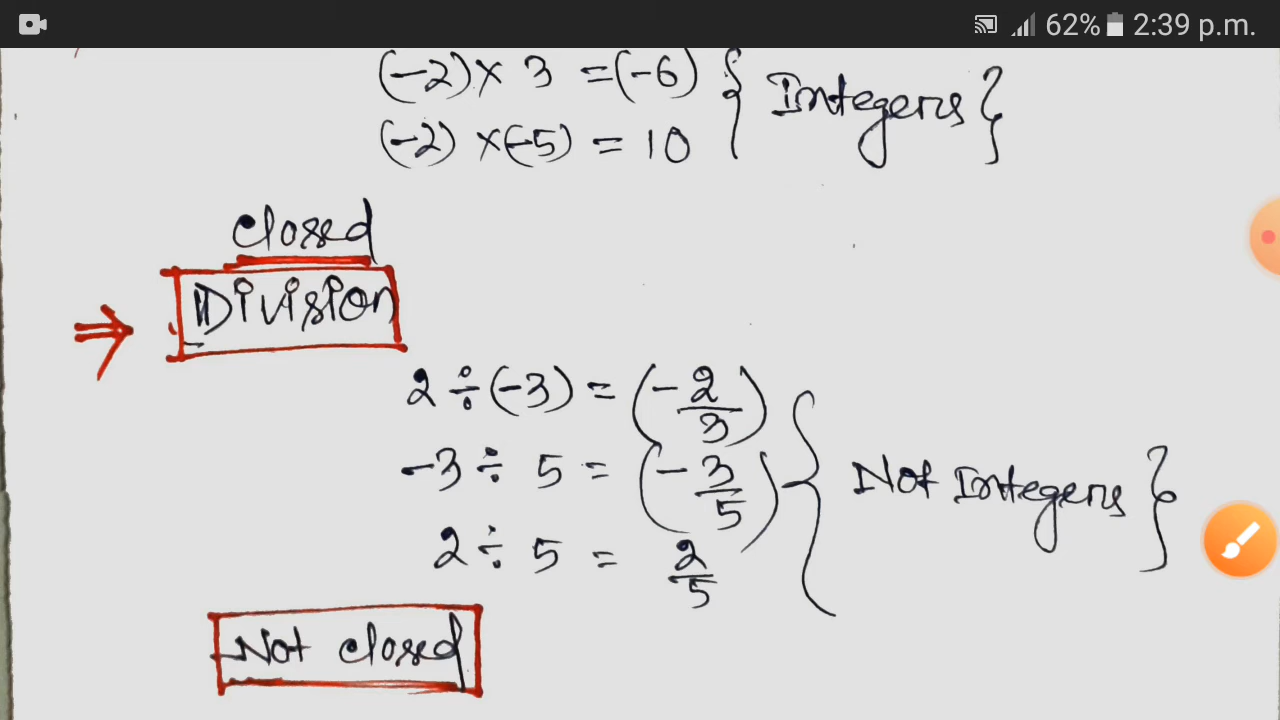 62% 2:39 p.m.
(-2) × 3 = (-6) { Integers }
(-2) × (-5) = 10
closed
Division
2 ÷ (-3) = (-2/3)
-3 ÷ 5 = (-3/5) { Not Integers }
2 ÷ 5 = 2/5
Not closed